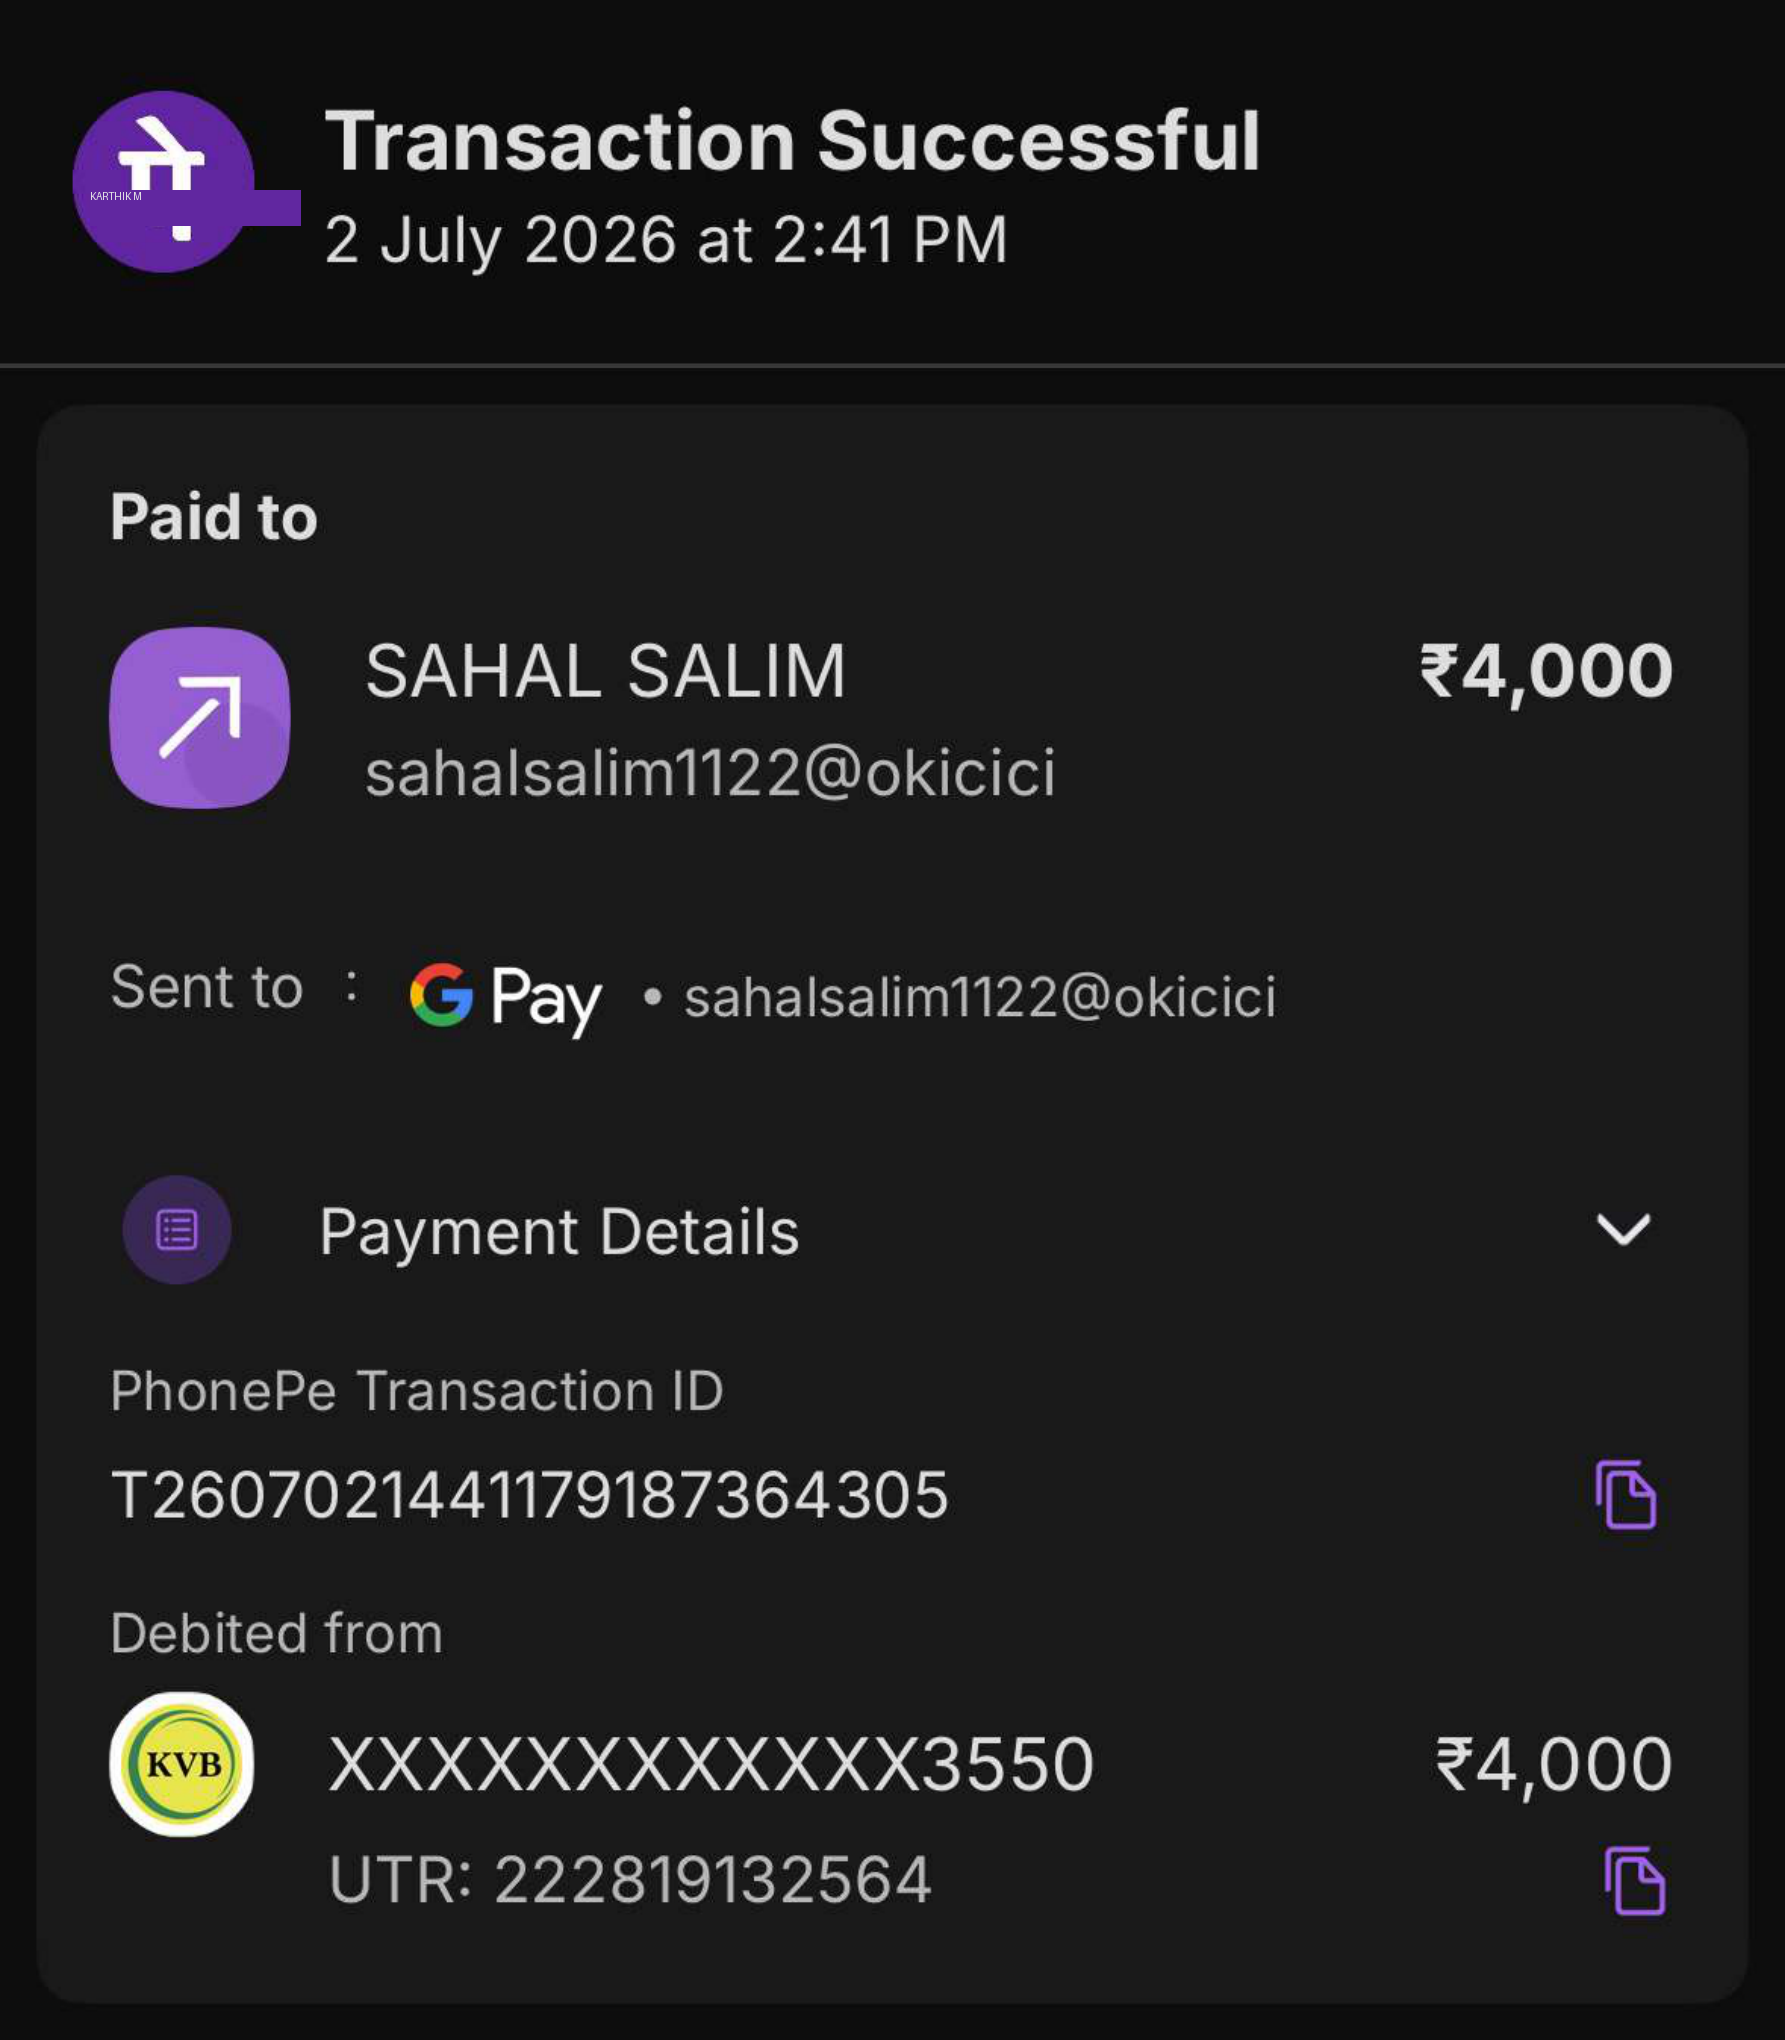 Transaction Successful
KARTHIK M
2 July 2026 at 2:41 PM
Paid to
SAHAL SALIM ₹4,000
sahalsalim1122@okicici
Sent to : G Pay • sahalsalim1122@okicici
Payment Details
PhonePe Transaction ID
T2607021441179187364305
Debited from
KVB XXXXXXXXXXXX3550 ₹4,000
UTR: 222819132564